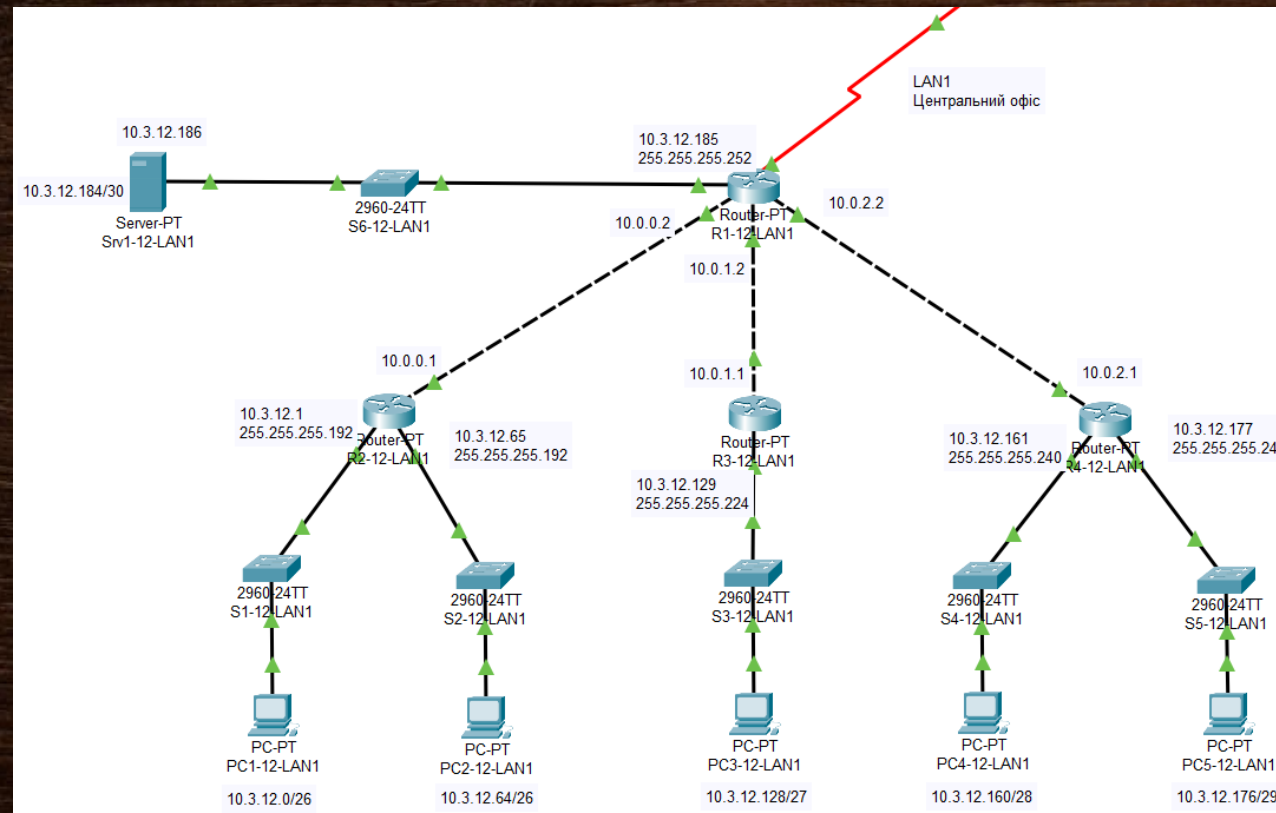 LAN1
Центральний офіс
10.3.12.186
10.3.12.185
255.255.255.252
10.3.12.184/30
Server-PT
Srv1-12-LAN1
2960-24TT
S6-12-LAN1
Router-PT
R1-12-LAN1
10.0.0.2
10.0.2.2
10.0.1.2
10.0.0.1
10.0.1.1
10.0.2.1
10.3.12.1
255.255.255.192
Router-PT
R2-12-LAN1
10.3.12.65
255.255.255.192
Router-PT
R3-12-LAN1
10.3.12.129
255.255.255.224
10.3.12.161
255.255.255.240
Router-PT
R4-12-LAN1
10.3.12.177
255.255.255.24
2960-24TT
S1-12-LAN1
2960-24TT
S2-12-LAN1
2960-24TT
S3-12-LAN1
2960-24TT
S4-12-LAN1
2960-24TT
S5-12-LAN1
PC-PT
PC1-12-LAN1
PC-PT
PC2-12-LAN1
PC-PT
PC3-12-LAN1
PC-PT
PC4-12-LAN1
PC-PT
PC5-12-LAN1
10.3.12.0/26
10.3.12.64/26
10.3.12.128/27
10.3.12.160/28
10.3.12.176/29